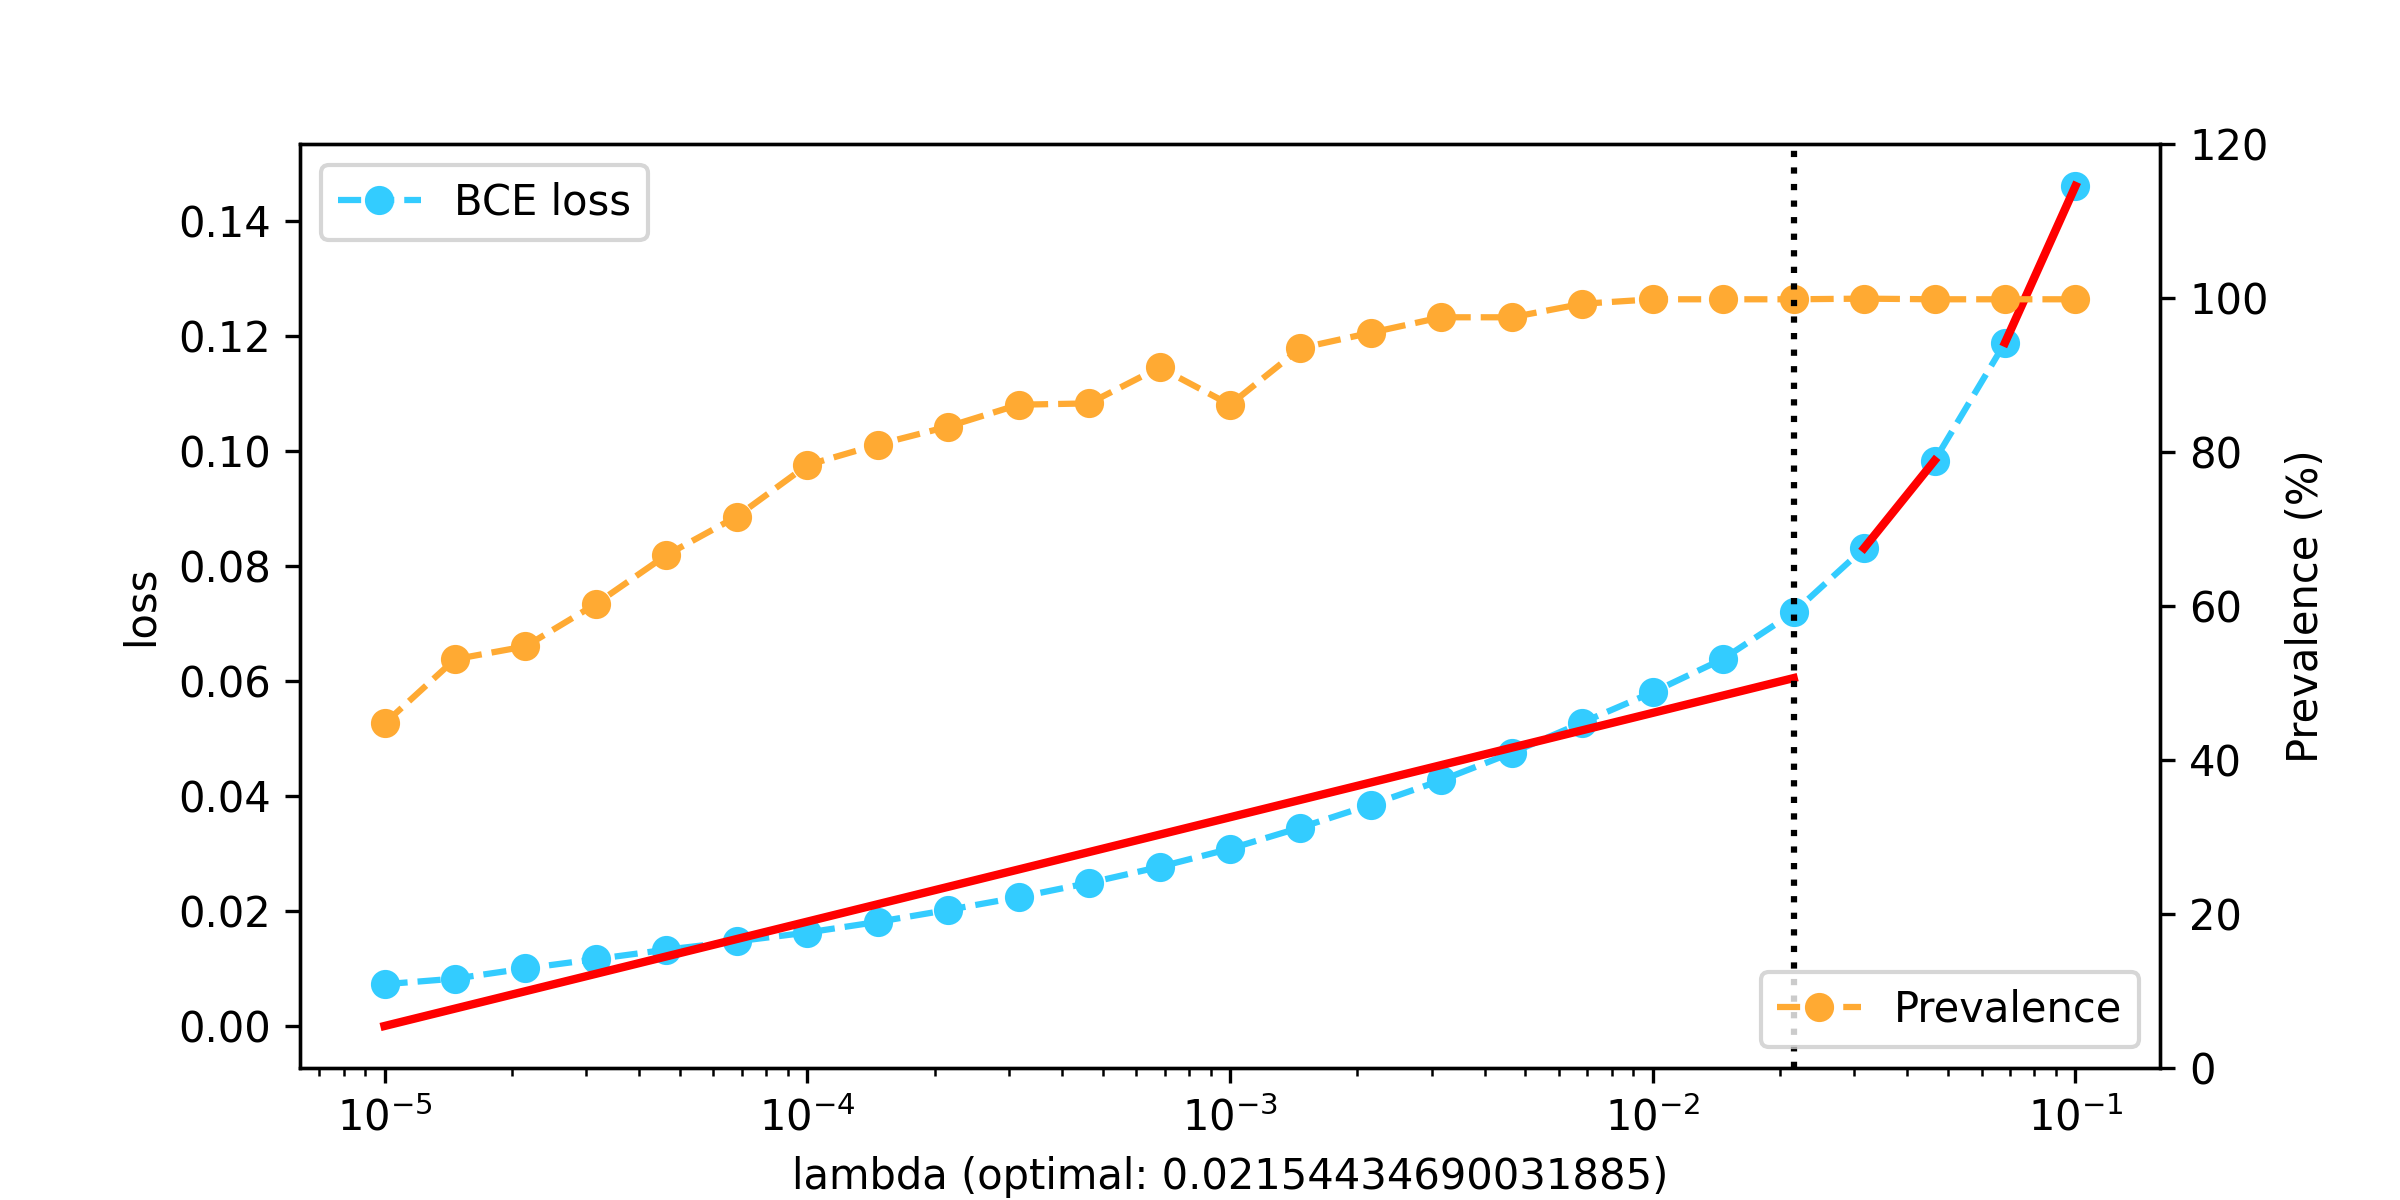 BCE loss
0.14
0.12
0.10
0.08
0.06
0.04
0.02
0.00
loss
120
100
80
60
40
20
0
Prevalence (%)
Prevalence
10⁻⁵ 10⁻⁴ 10⁻³ 10⁻² 10⁻¹
lambda (optimal: 0.02154434690031885)